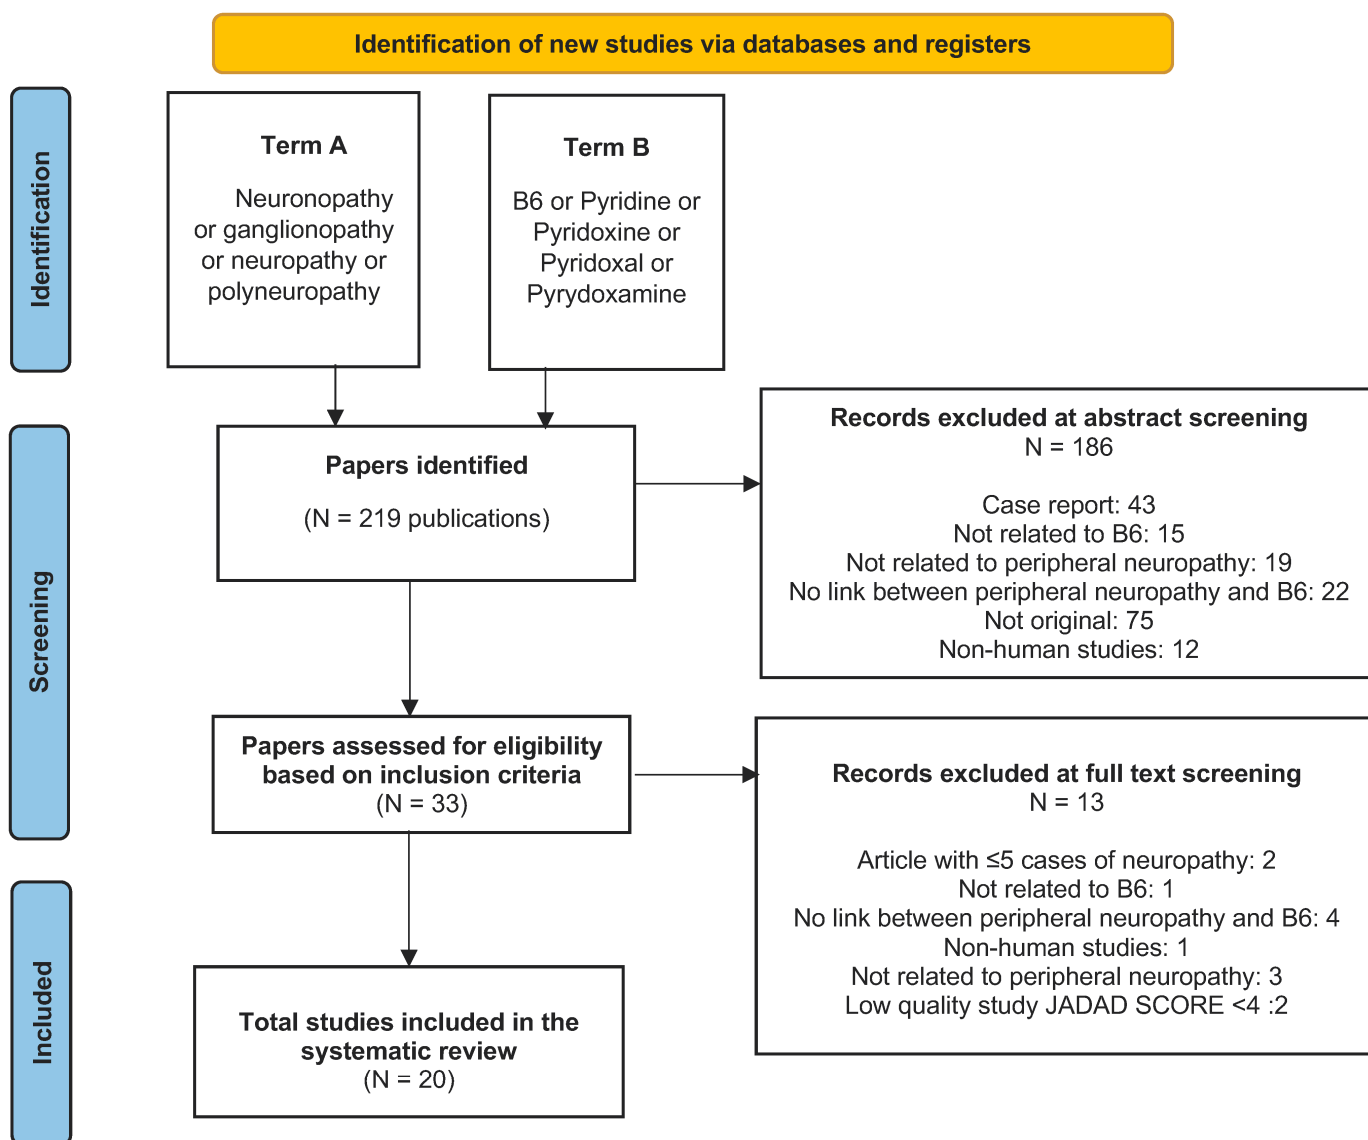 Identification of new studies via databases and registers
Identification
Term A
Neuronopathy
or ganglionopathy
or neuropathy or
polyneuropathy
Term B
B6 or Pyridine or
Pyridoxine or
Pyridoxal or
Pyrydoxamine
Screening
Papers identified
(N = 219 publications)
Records excluded at abstract screening
N = 186
Case report: 43
Not related to B6: 15
Not related to peripheral neuropathy: 19
No link between peripheral neuropathy and B6: 22
Not original: 75
Non-human studies: 12
Papers assessed for eligibility
based on inclusion criteria
(N = 33)
Records excluded at full text screening
N = 13
Article with ≤5 cases of neuropathy: 2
Not related to B6: 1
No link between peripheral neuropathy and B6: 4
Non-human studies: 1
Not related to peripheral neuropathy: 3
Low quality study JADAD SCORE <4 :2
Included
Total studies included in the
systematic review
(N = 20)